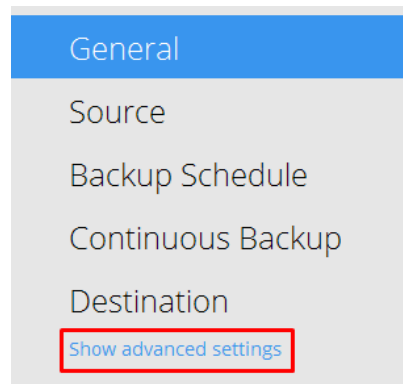 General
Source
Backup Schedule
Continuous Backup
Destination
Show advanced settings